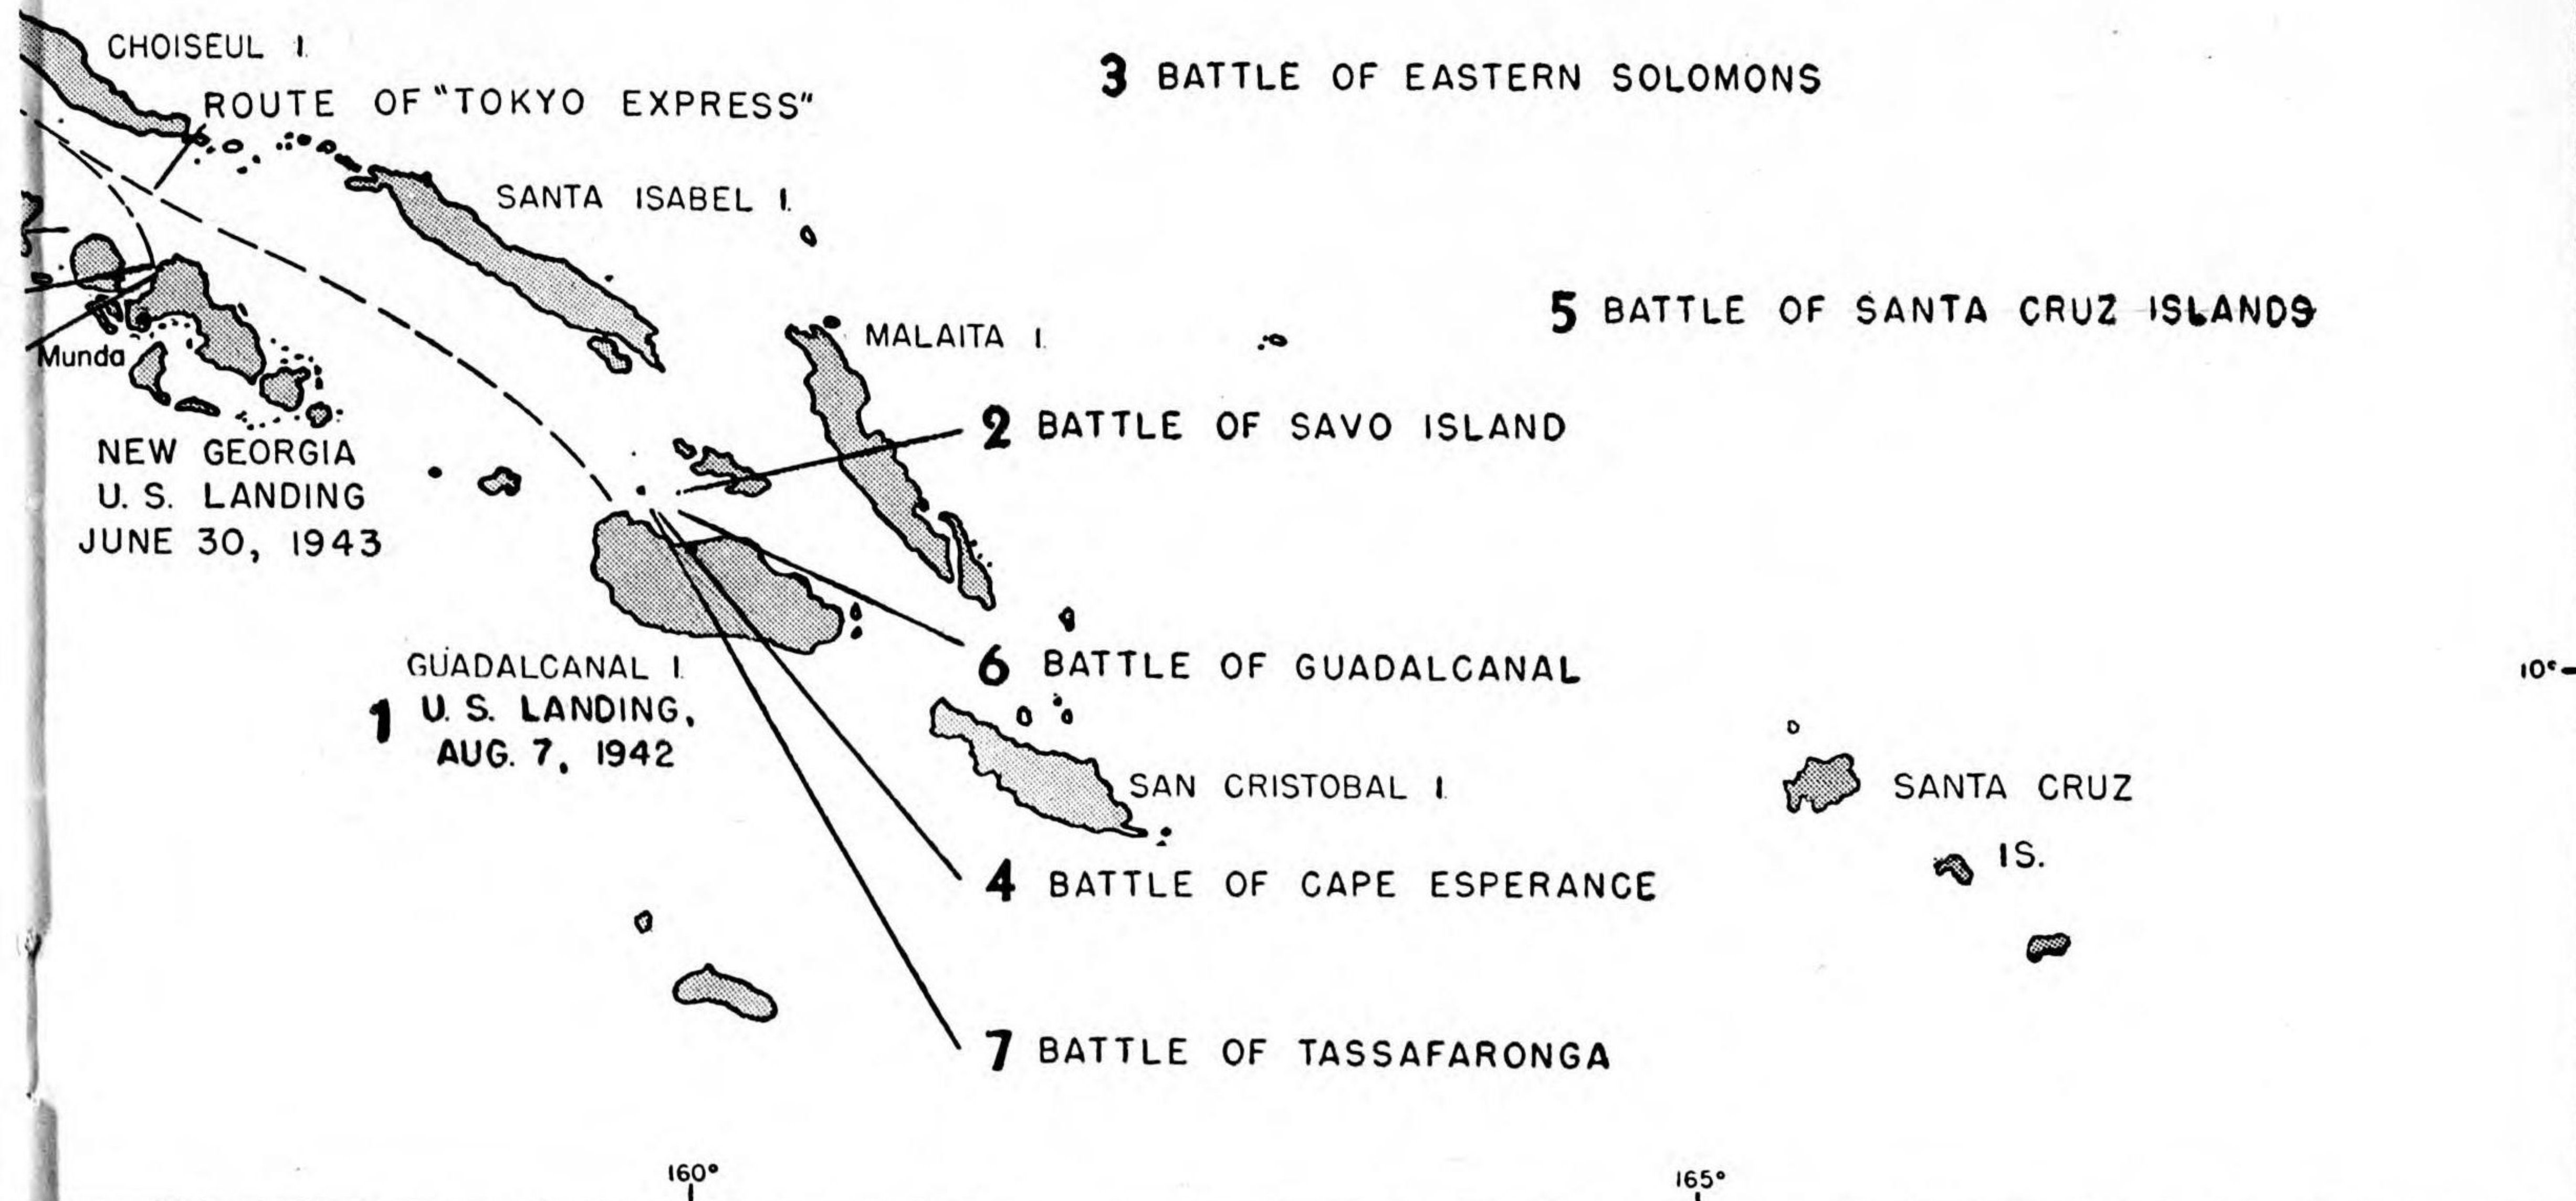 CHOISEUL I.
ROUTE OF "TOKYO EXPRESS"
3 BATTLE OF EASTERN SOLOMONS
SANTA ISABEL I.
5 BATTLE OF SANTA CRUZ ISLANDS
MALAITA I.
Munda
2 BATTLE OF SAVO ISLAND
NEW GEORGIA
U. S. LANDING
JUNE 30, 1943
6 BATTLE OF GUADALCANAL
10°
GUADALCANAL I.
1 U. S. LANDING,
AUG. 7, 1942
SAN CRISTOBAL I.
SANTA CRUZ
IS.
4 BATTLE OF CAPE ESPERANCE
7 BATTLE OF TASSAFARONGA
160°
165°